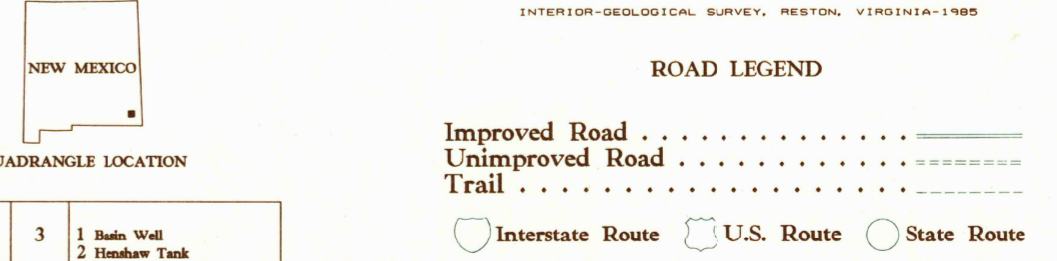 INTERIOR-GEOLOGICAL SURVEY, RESTON, VIRGINIA-1985
NEW MEXICO
UADRANGLE LOCATION
ROAD LEGEND
Improved Road . . . . . . . . . . . . . .
Unimproved Road . . . . . . . . . . . . .
Trail . . . . . . . . . . . . . . . . . . . .
Interstate Route U.S. Route State Route
3
1 Basin Well
2 Henshaw Tank